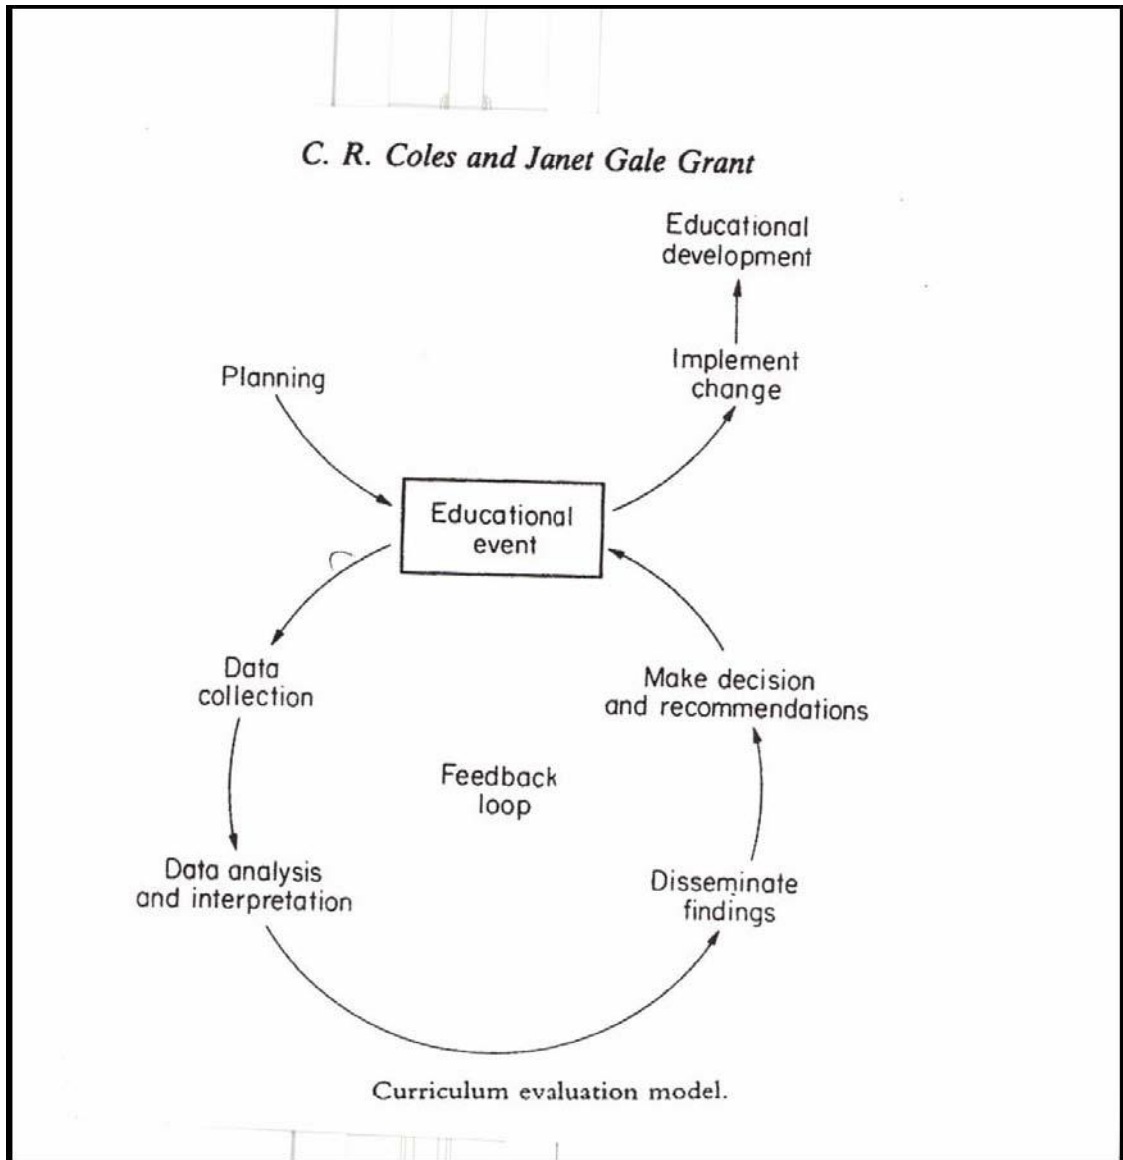 C. R. Coles and Janet Gale Grant
Educational
development
Implement
change
Planning
Educational
event
Data
collection
Make decision
and recommendations
Feedback
loop
Data analysis
and interpretation
Disseminate
findings
Curriculum evaluation model.